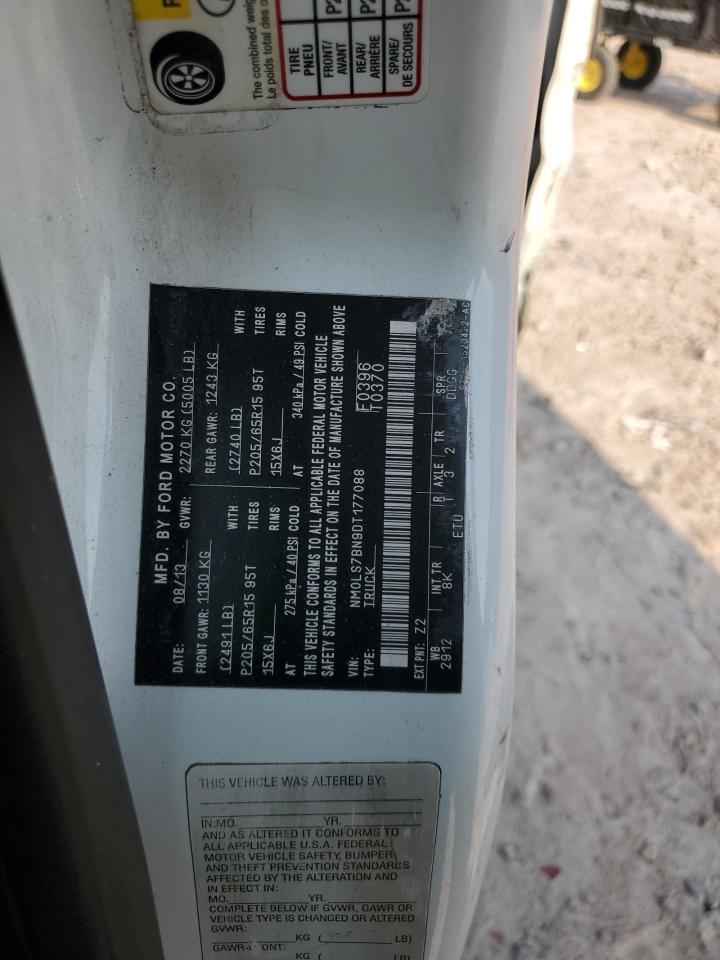 The combined weig
Le poids total des o
TIRE
PNEU
FRONT/
AVANT
P2
REAR/
ARRIÈRE
P2
SPARE/
DE SECOURS
P2
MFD. BY FORD MOTOR CO.
DATE: 08/13 GVWR: 2270 KG (5005 LB)
FRONT GAWR: 1130 KG REAR GAWR: 1243 KG
(2491LB) WITH (2740LB) WITH
P205/65R15 95T TIRES P205/65R15 95T TIRES
15X6J RIMS 15X6J RIMS
AT 275 kPa / 40 PSI COLD AT 340 kPa / 49 PSI COLD
THIS VEHICLE CONFORMS TO ALL APPLICABLE FEDERAL MOTOR VEHICLE
SAFETY STANDARDS IN EFFECT ON THE DATE OF MANUFACTURE SHOWN ABOVE
VIN: NM0LS7BN9DT177088 F0396
TYPE: TRUCK T0370
EXT PNT: Z2
WB INT TR R AXLE TR SPR
2912 8K T 3 2 DDGG
ETU
THIS VEHICLE WAS ALTERED BY:
IN:MO. YR.
AND AS ALTERED IT CONFORMS TO
ALL APPLICABLE U.S.A. FEDERAL
MOTOR VEHICLE SAFETY, BUMPER
AND THEFT PREVENTION STANDARDS
AFFECTED BY THE ALTERATION AND
IN EFFECT IN:
MO. YR.
COMPLETE BELOW IF GVWR, GAWR OR
VEHICLE TYPE IS CHANGED OR ALTERED
GVWR:
KG ( LB)
KG ( LB)